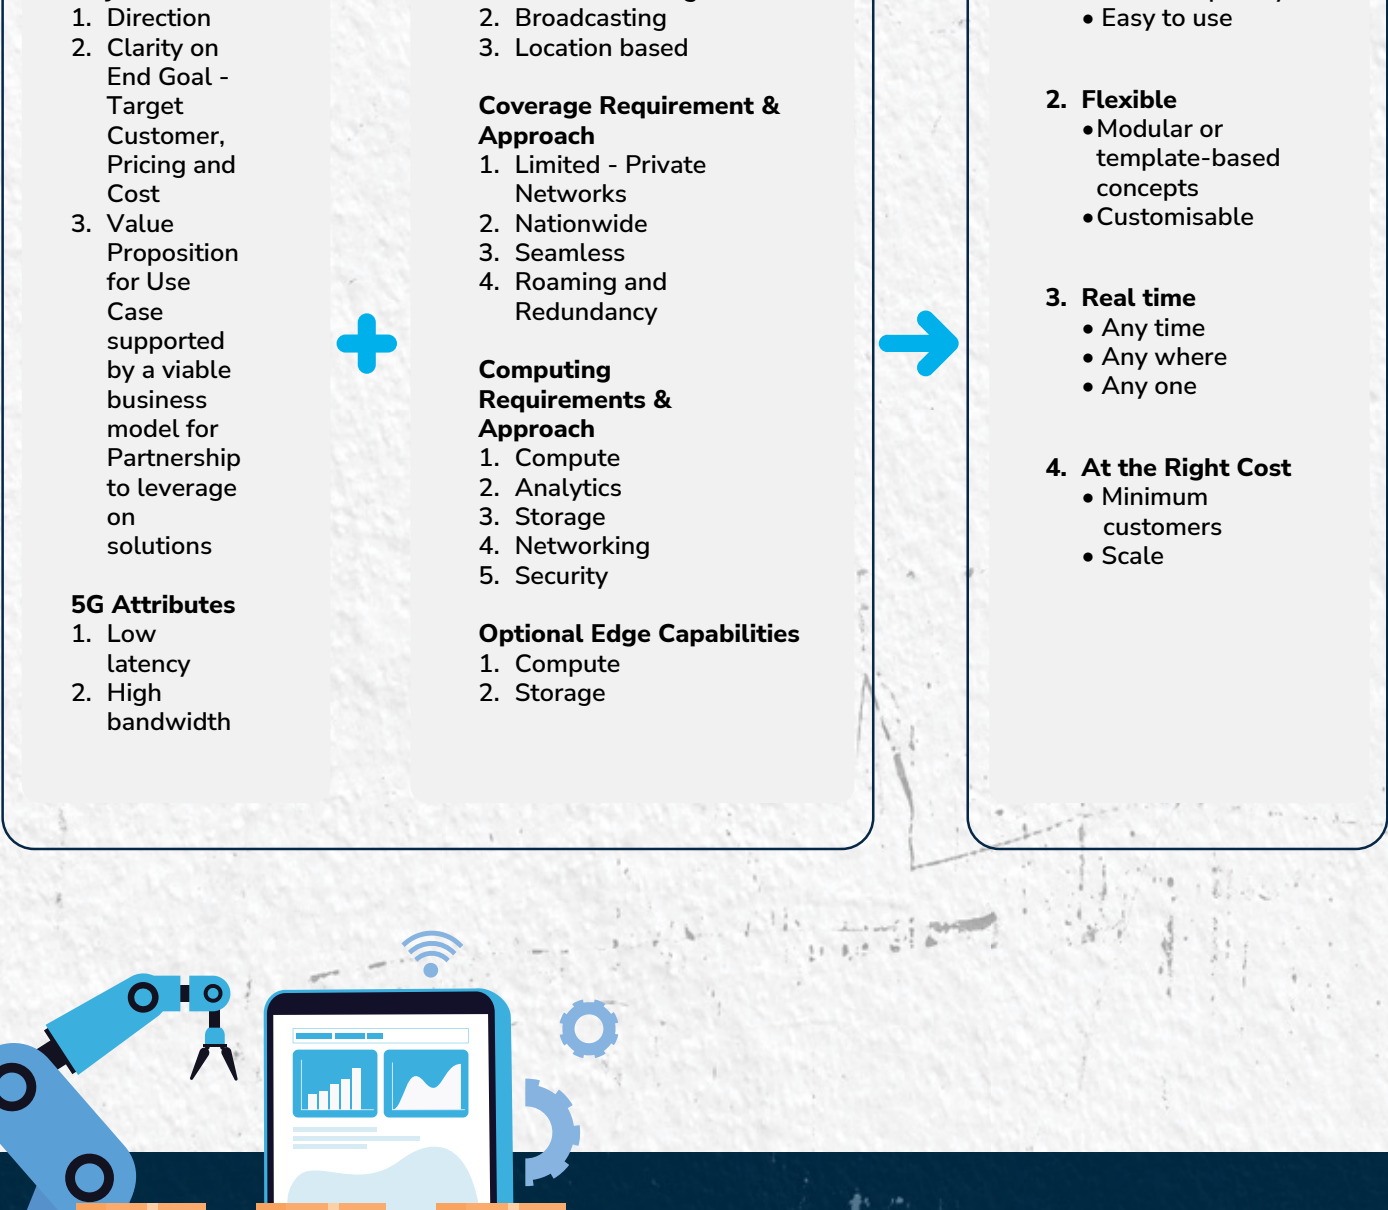 1. Direction
2. Clarity on
End Goal -
Target
Customer,
Pricing and
Cost
3. Value
Proposition
for Use
Case
supported
by a viable
business
model for
Partnership
to leverage
on
solutions
5G Attributes
1. Low
latency
2. High
bandwidth
2. Broadcasting
3. Location based
Coverage Requirement &
Approach
1. Limited - Private
Networks
2. Nationwide
3. Seamless
4. Roaming and
Redundancy
Computing
Requirements &
Approach
1. Compute
2. Analytics
3. Storage
4. Networking
5. Security
Optional Edge Capabilities
1. Compute
2. Storage
• Easy to use
2. Flexible
•Modular or
template-based
concepts
•Customisable
3. Real time
• Any time
• Any where
• Any one
4. At the Right Cost
• Minimum
customers
• Scale